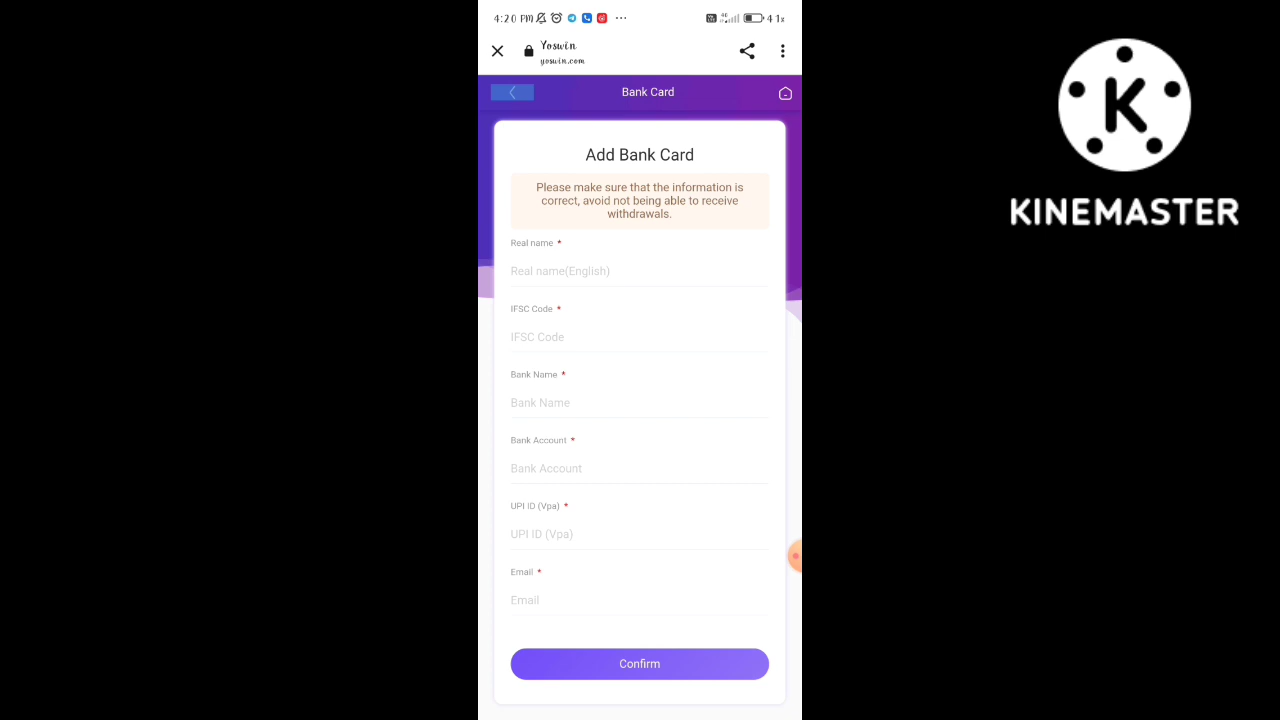 4:20 PM
41%
Yoswin
yoswin.com
Bank Card
Add Bank Card
Please make sure that the information is
correct, avoid not being able to receive
withdrawals.
Real name *
Real name(English)
IFSC Code *
IFSC Code
Bank Name *
Bank Name
Bank Account *
Bank Account
UPI ID (Vpa) *
UPI ID (Vpa)
Email *
Email
Confirm
K
KINEMASTER